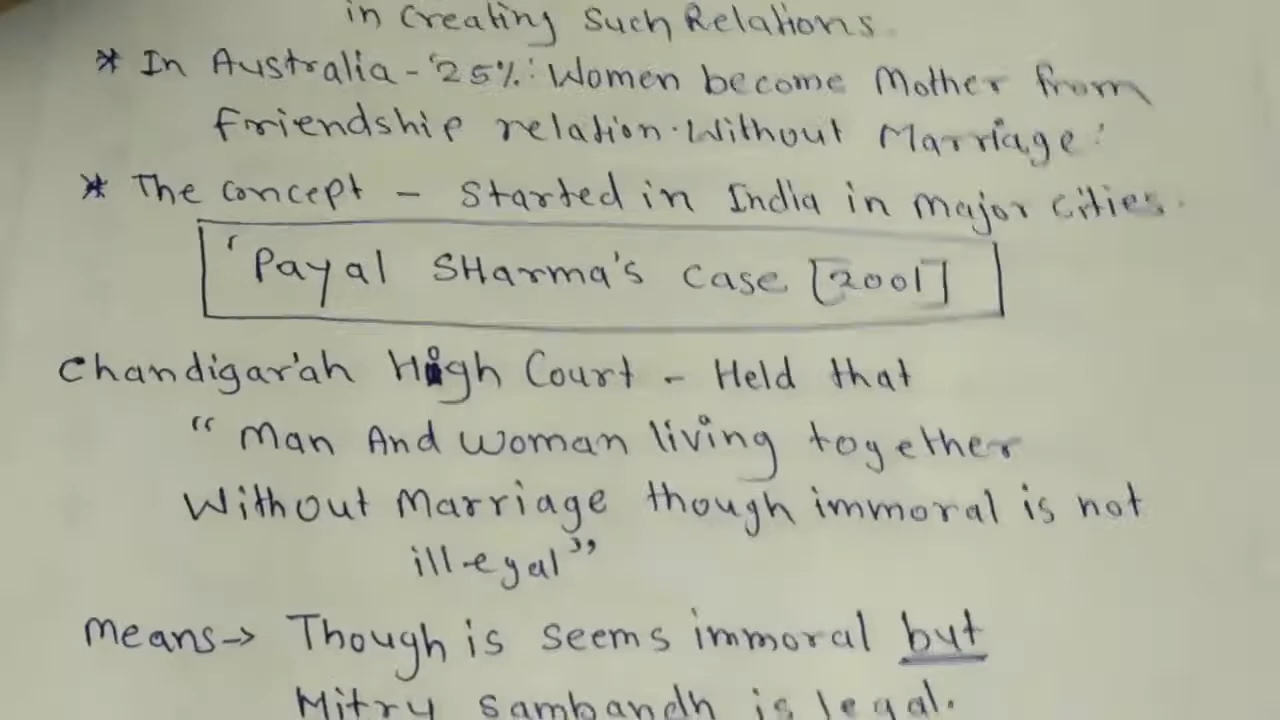 in Creating Such Relations.
* In Australia - '25%' Women become Mother from
friendship relation. Without Marriage.'
* The concept - Started in India in major cities.
'Payal SHarma's Case [2001]
Chandigar'ah High Court - Held that
"Man And woman living together
Without Marriage though immoral is not
illegal"
Means→ Though is seems immoral but
Mitry sambandh is legal.